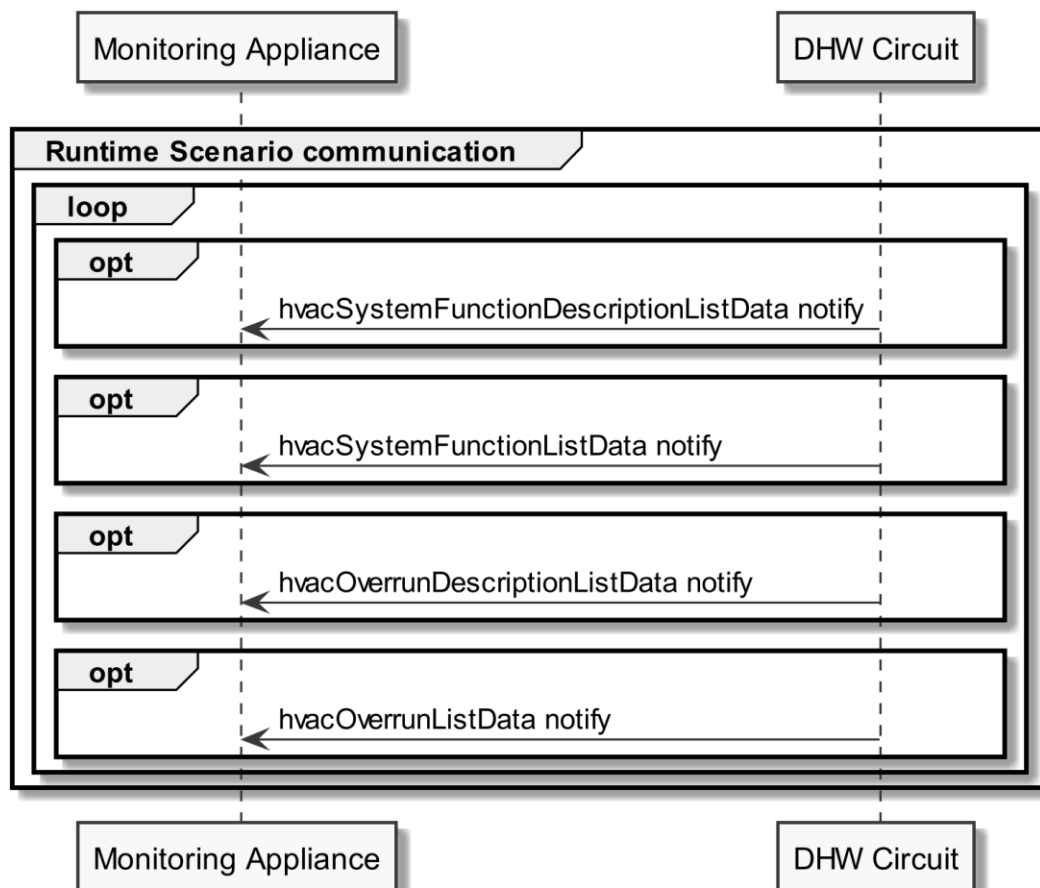 Monitoring Appliance
DHW Circuit
Runtime Scenario communication
loop
opt
hvacSystemFunctionDescriptionListData notify
opt
hvacSystemFunctionListData notify
opt
hvacOverrunDescriptionListData notify
opt
hvacOverrunListData notify
Monitoring Appliance
DHW Circuit